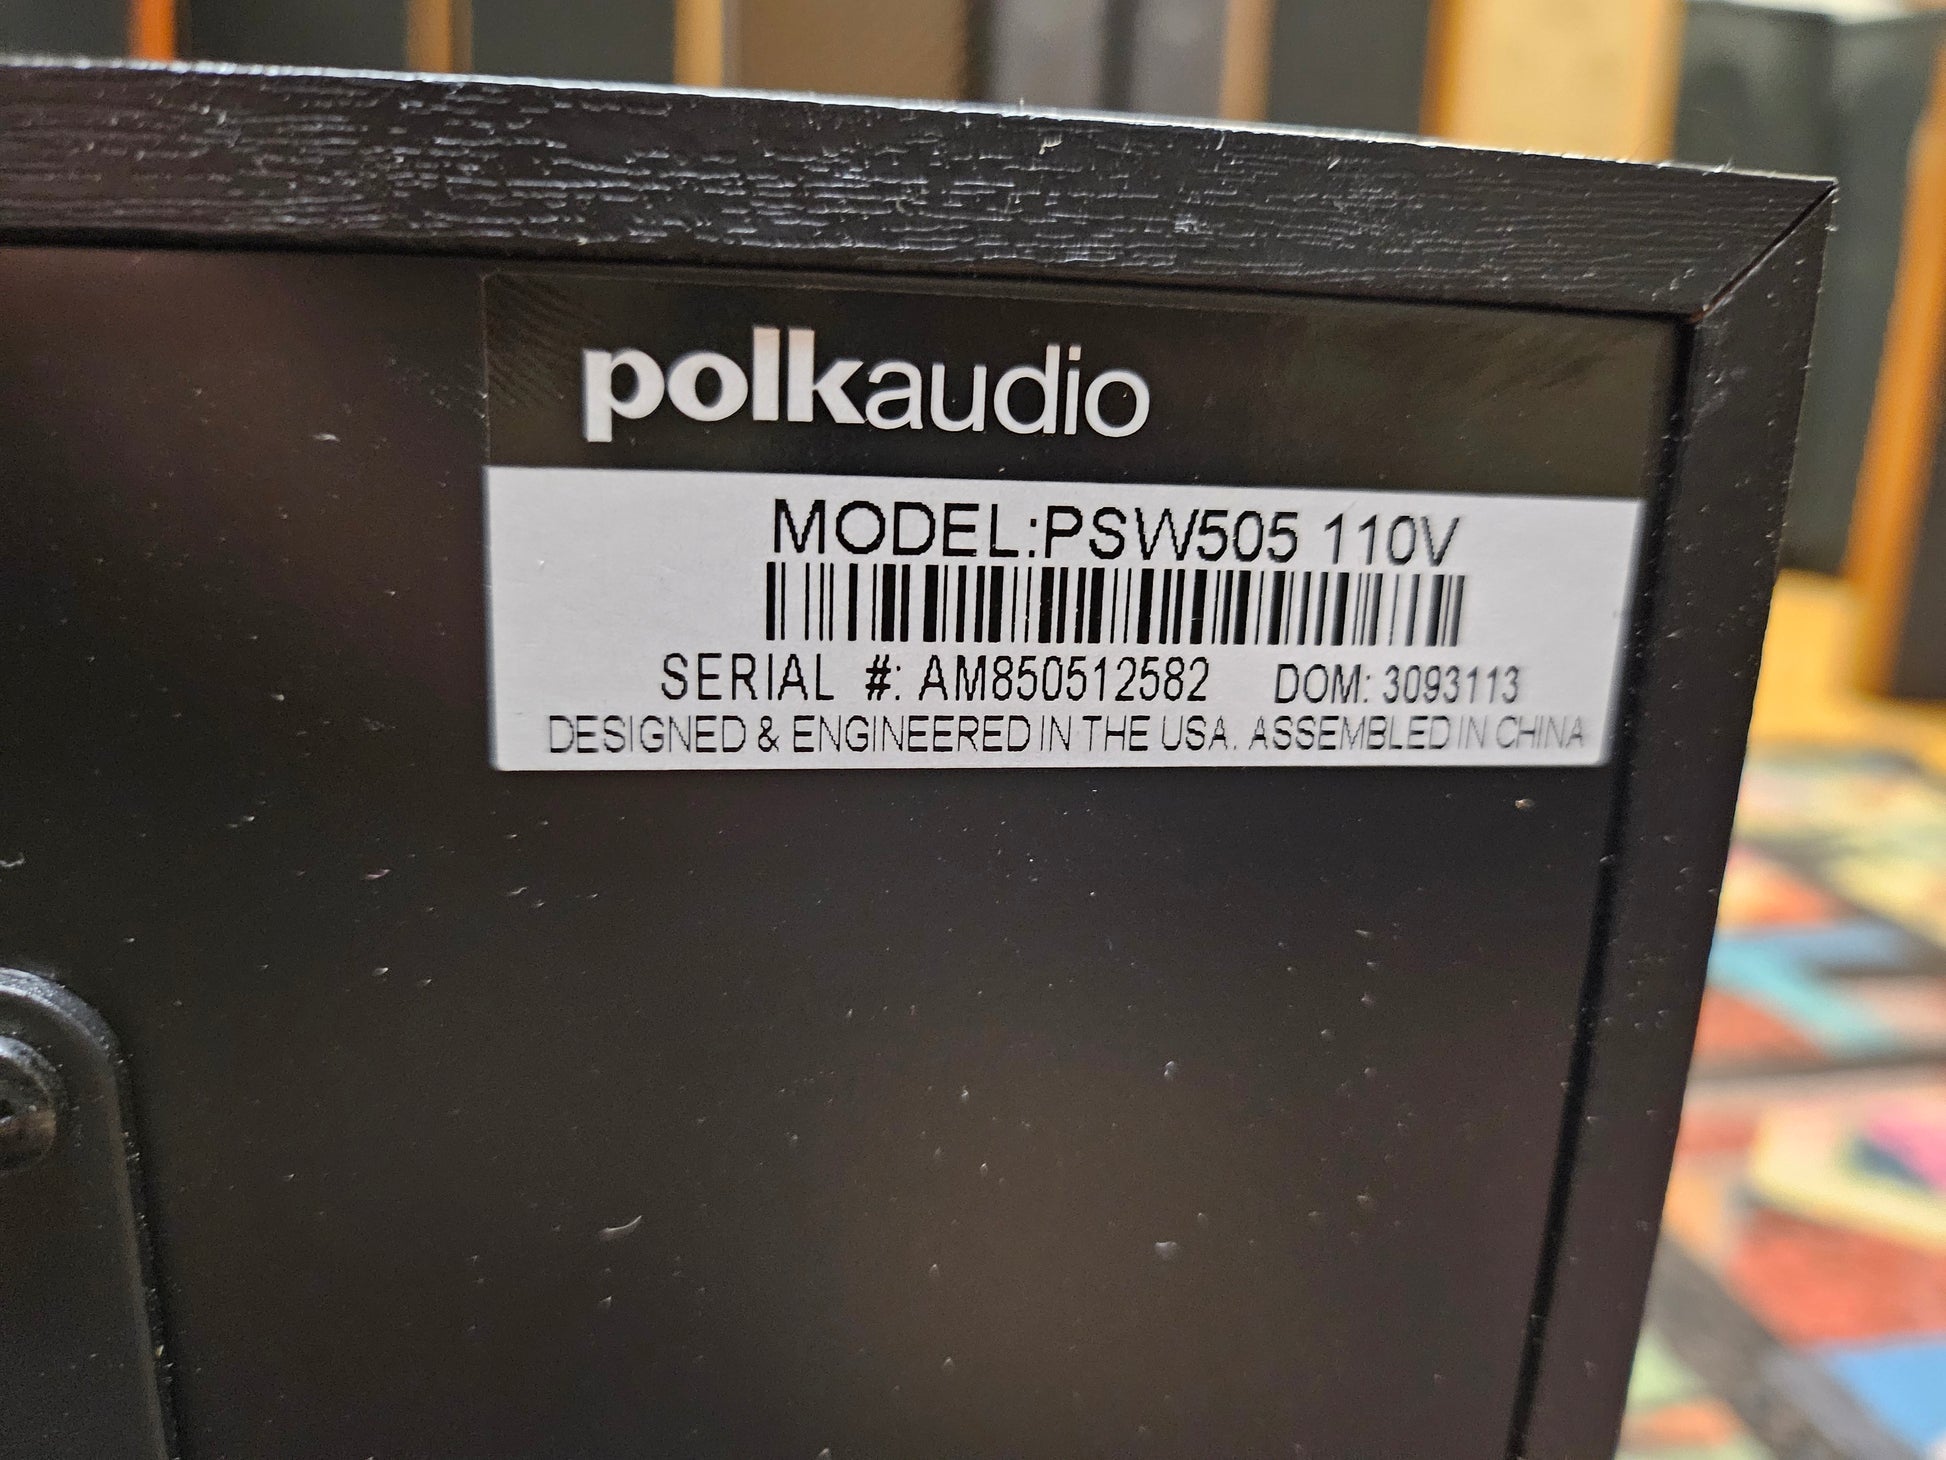 polkaudio
MODEL:PSW505 110V
SERIAL #: AM850512582 DOM: 3093113
DESIGNED & ENGINEERED IN THE USA. ASSEMBLED IN CHINA